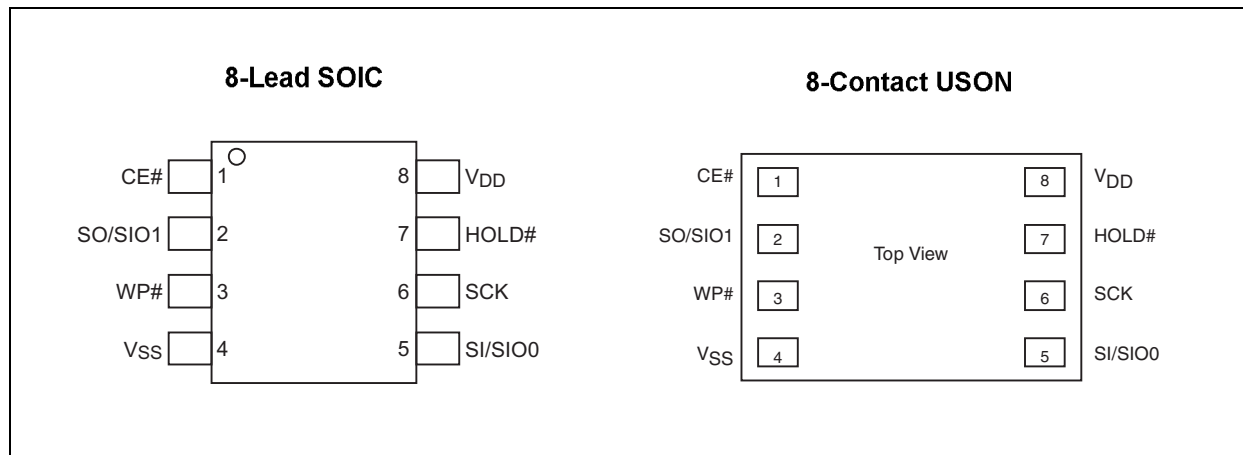 8-Lead SOIC
CE# 1 8 VDD
SO/SIO1 2 7 HOLD#
WP# 3 6 SCK
VSS 4 5 SI/SIO0
8-Contact USON
CE# 1 8 VDD
SO/SIO1 2 Top View 7 HOLD#
WP# 3 6 SCK
VSS 4 5 SI/SIO0